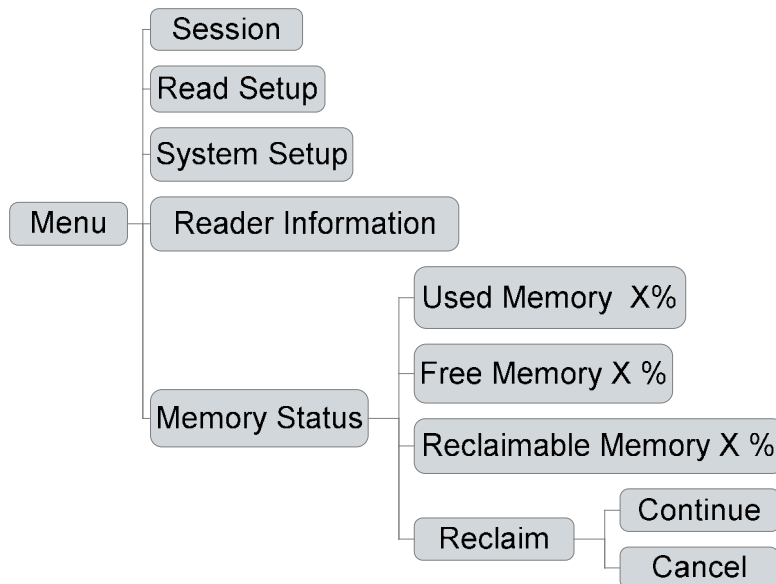 Session
Read Setup
System Setup
Menu
Reader Information
Used Memory  X%
Free Memory X %
Memory Status
Reclaimable Memory X %
Reclaim
Continue
Cancel